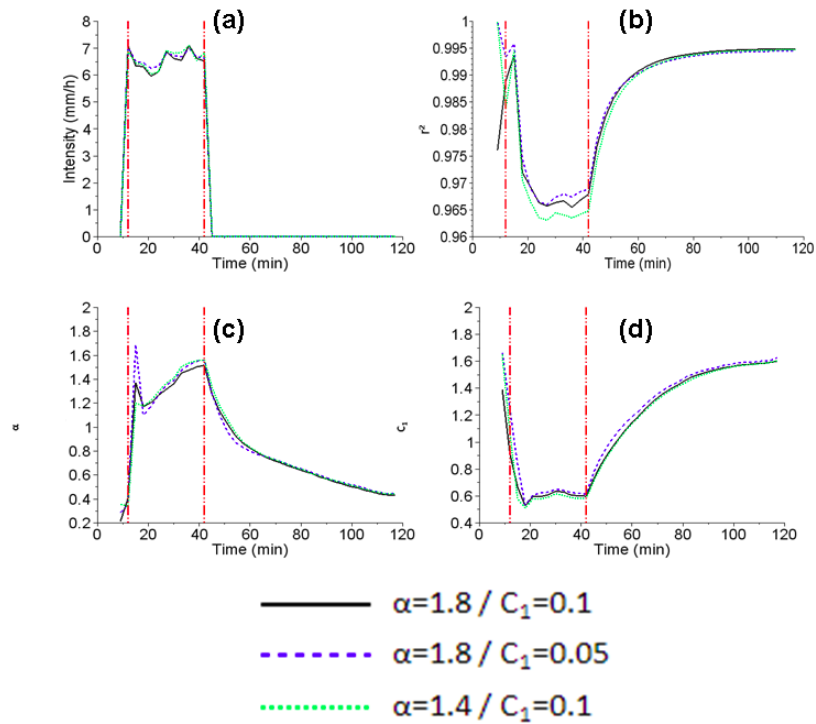 (a)
Intensity (mm/h)
8
7
6
5
4
3
2
1
0
0 20 40 60 80 100 120
Time (min)
(b)
r²
1
0.995
0.985
0.975
0.97
0.965
0.96
0 20 40 60 80 100 120
Time (min)
(c)
α
2
1.8
1.6
1.4
1.2
1
0.8
0.6
0.4
0.2
0 20 40 60 80 100 120
Time (min)
(d)
C₁
2
1.8
1.6
1.4
1.2
1
0.8
0.6
0.4
0 20 40 60 80 100 120
Time (min)
α=1.8 / C₁=0.1
α=1.8 / C₁=0.05
α=1.4 / C₁=0.1